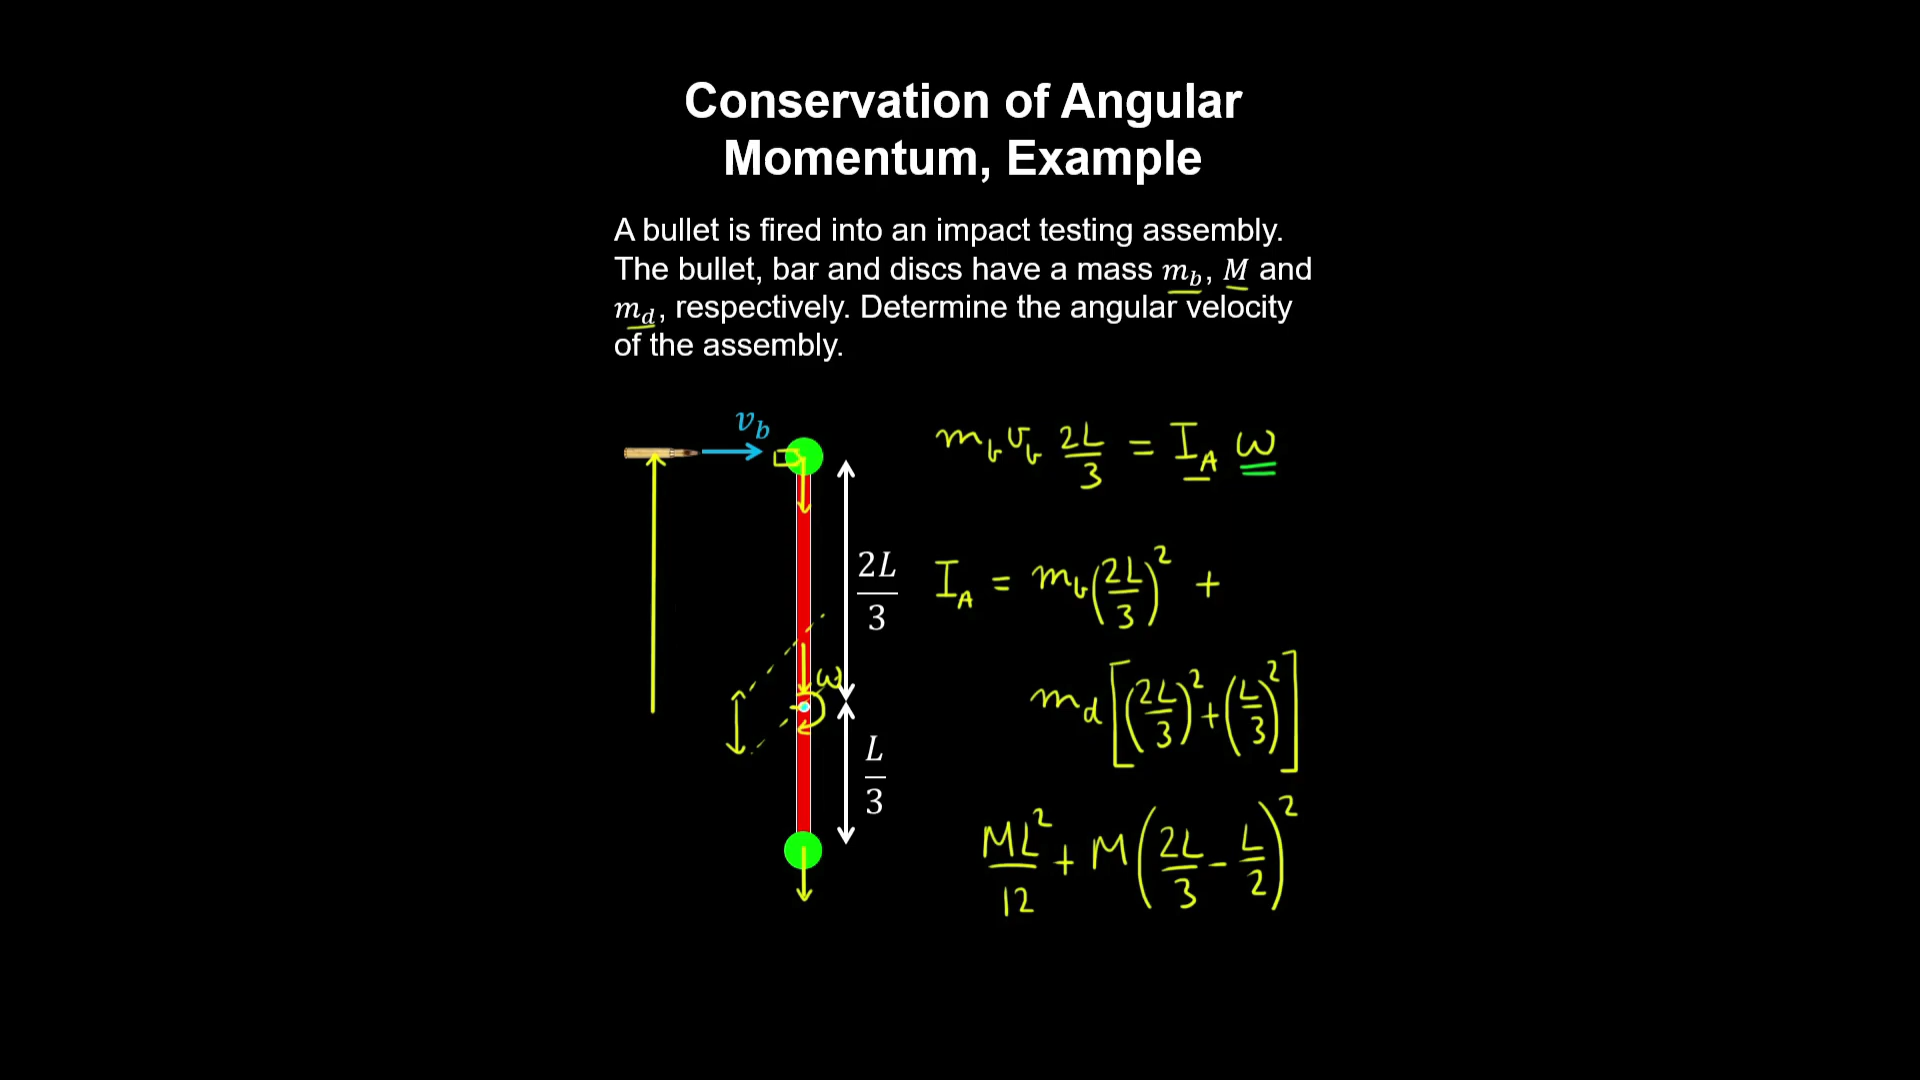 Conservation of Angular
Momentum, Example
A bullet is fired into an impact testing assembly.
The bullet, bar and discs have a mass m_b, M and
m_d, respectively. Determine the angular velocity
of the assembly.
v_b
m_b v_b 2L/3 = I_A ω
2L/3
I_A = m_b (2L/3)² +
ω
m_d [(2L/3)² + (L/3)²]
L/3
ML²/12 + M (2L/3 − L/2)²